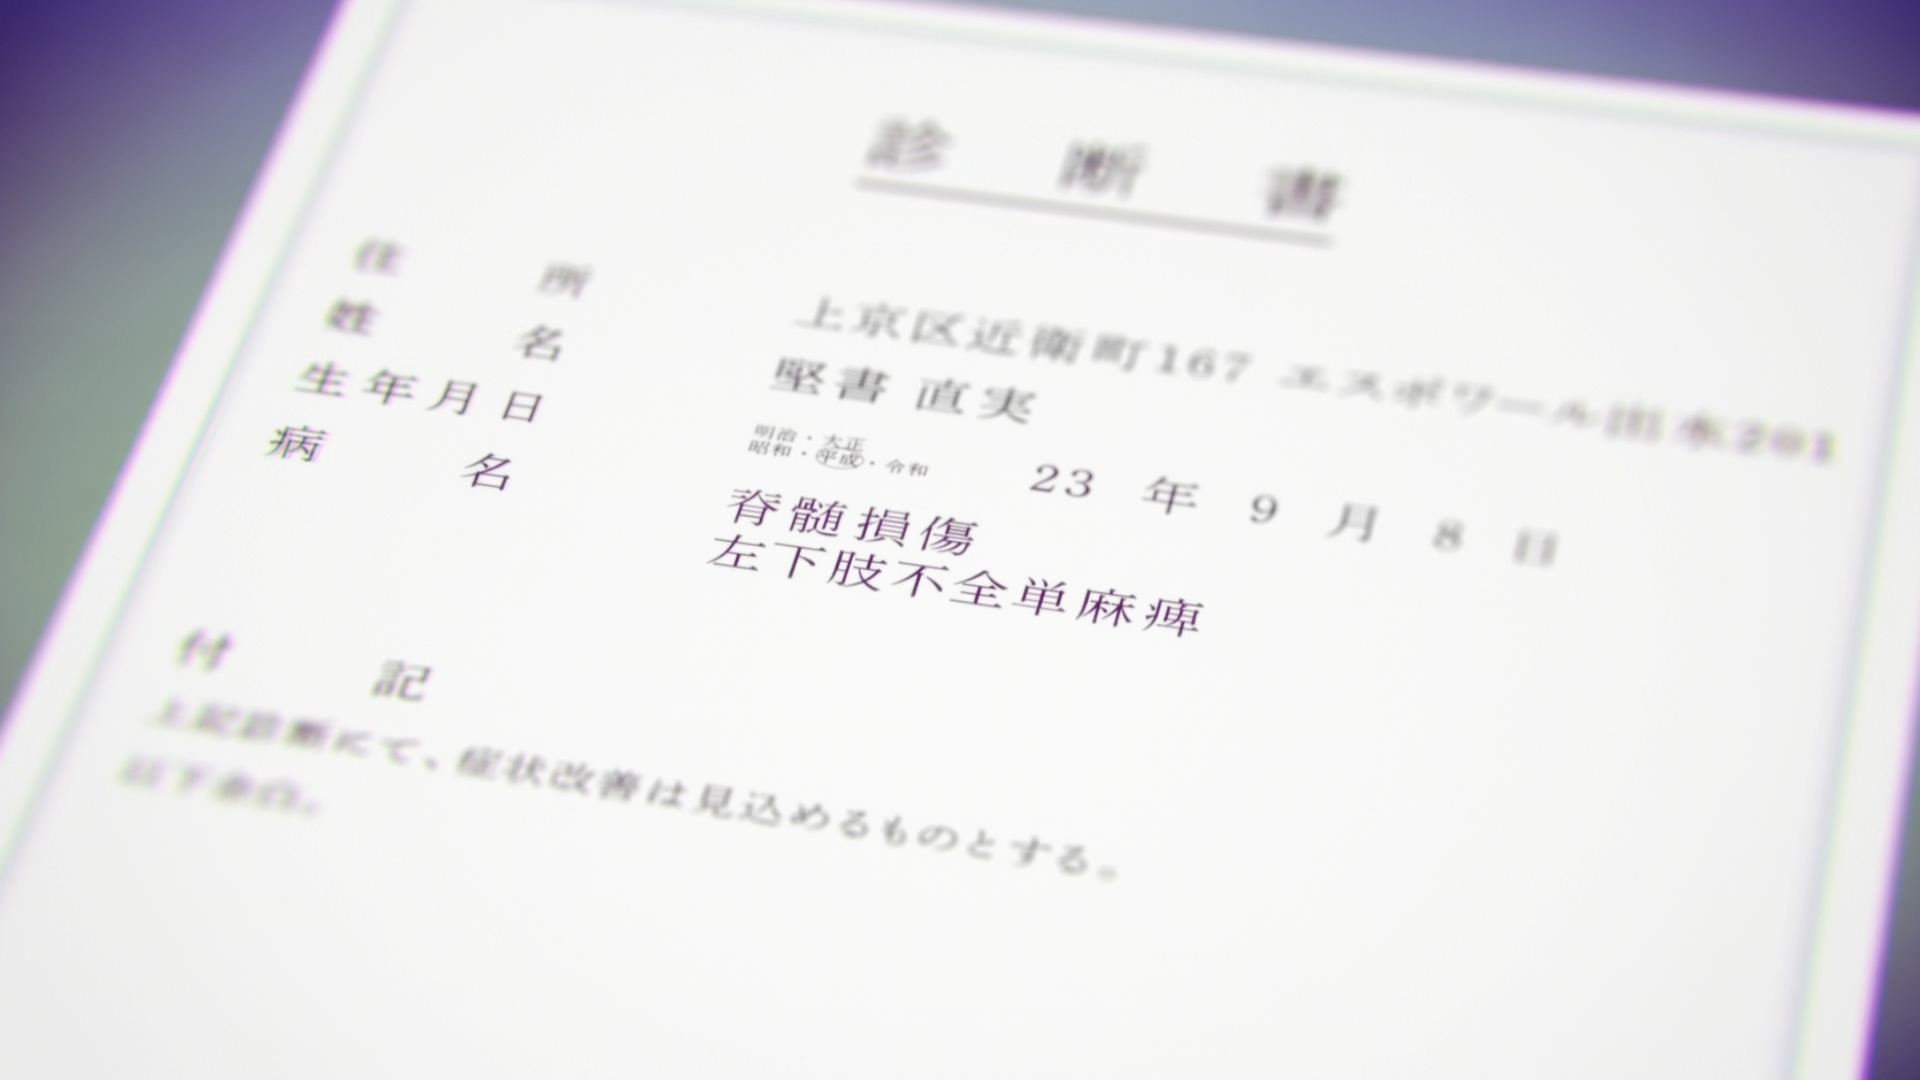 診断書
住所 上京区近衛町167 エスポワール出水201
姓名 堅書 直実
生年月日 明治・大正
昭和・平成・令和 23年9月8日
病名 脊髄損傷
左下肢不全単麻痺
付記
上記診断にて、症状改善は見込めるものとする。
以下余白。